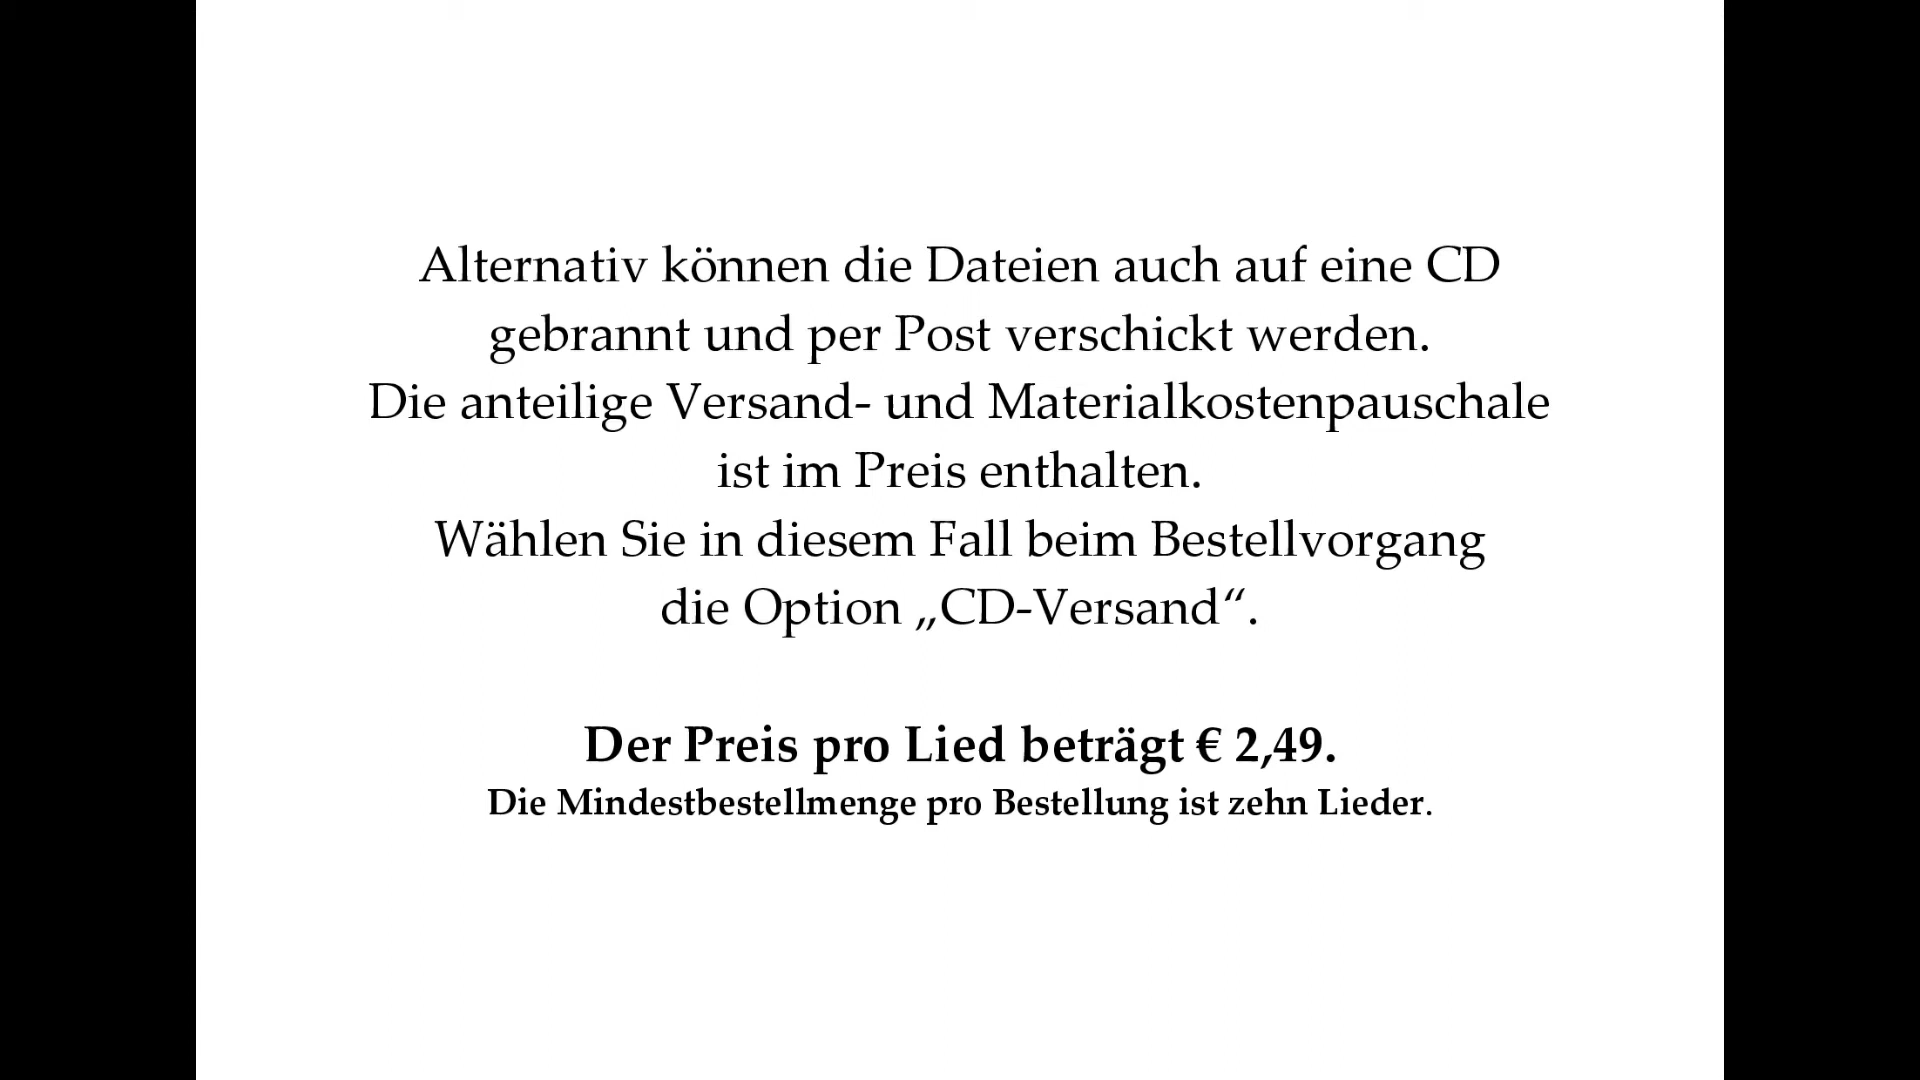 Alternativ können die Dateien auch auf eine CD
gebrannt und per Post verschickt werden.
Die anteilige Versand- und Materialkostenpauschale
ist im Preis enthalten.
Wählen Sie in diesem Fall beim Bestellvorgang
die Option „CD-Versand“.
Der Preis pro Lied beträgt € 2,49.
Die Mindestbestellmenge pro Bestellung ist zehn Lieder.